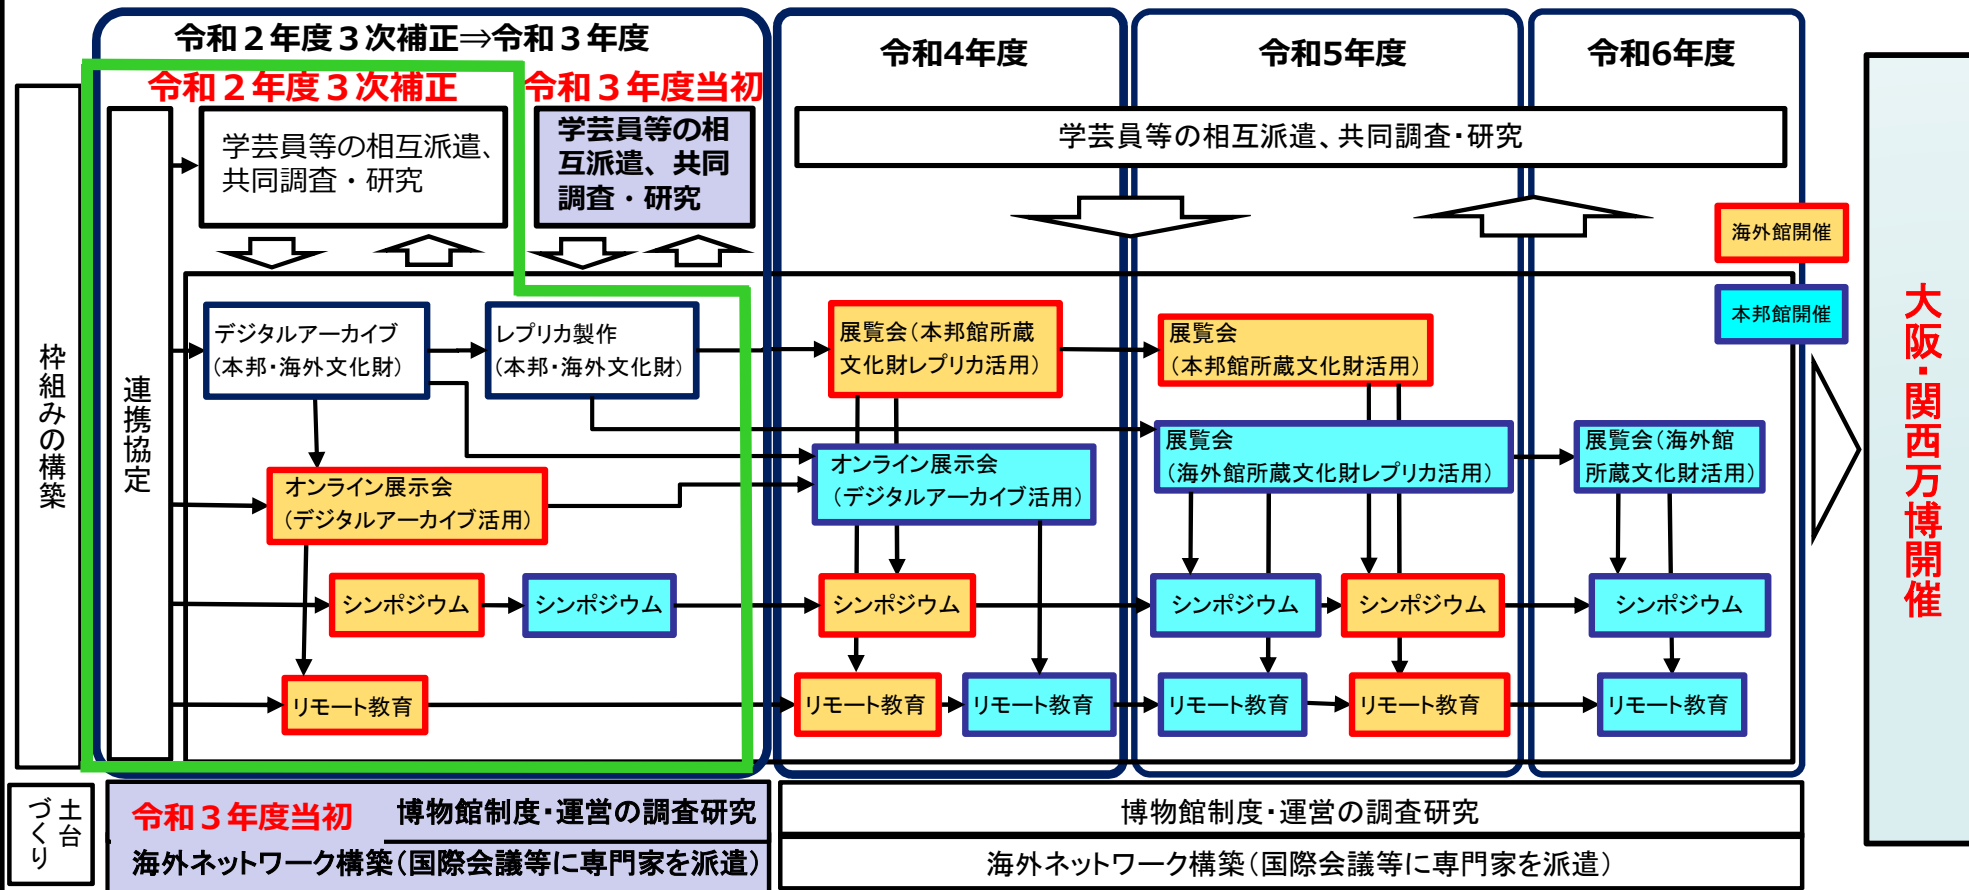 令和２年度３次補正⇒令和３年度
令和２年度３次補正
令和３年度当初
令和4年度
令和5年度
令和6年度
枠組みの構築
連携協定
学芸員等の相互派遣、
共同調査・研究
学芸員等の相
互派遣、共同
調査・研究
学芸員等の相互派遣、共同調査・研究
海外館開催
本邦館開催
デジタルアーカイブ
(本邦・海外文化財)
レプリカ製作
(本邦・海外文化財)
展覧会(本邦館所蔵
文化財レプリカ活用)
展覧会
(本邦館所蔵文化財活用)
オンライン展示会
(デジタルアーカイブ活用)
オンライン展示会
(デジタルアーカイブ活用)
展覧会
(海外館所蔵文化財レプリカ活用)
展覧会(海外館
所蔵文化財活用)
シンポジウム
シンポジウム
シンポジウム
シンポジウム
シンポジウム
シンポジウム
リモート教育
リモート教育
リモート教育
リモート教育
リモート教育
リモート教育
大阪・関西万博開催
土台
づくり
令和３年度当初
博物館制度・運営の調査研究
海外ネットワーク構築(国際会議等に専門家を派遣)
博物館制度・運営の調査研究
海外ネットワーク構築(国際会議等に専門家を派遣)